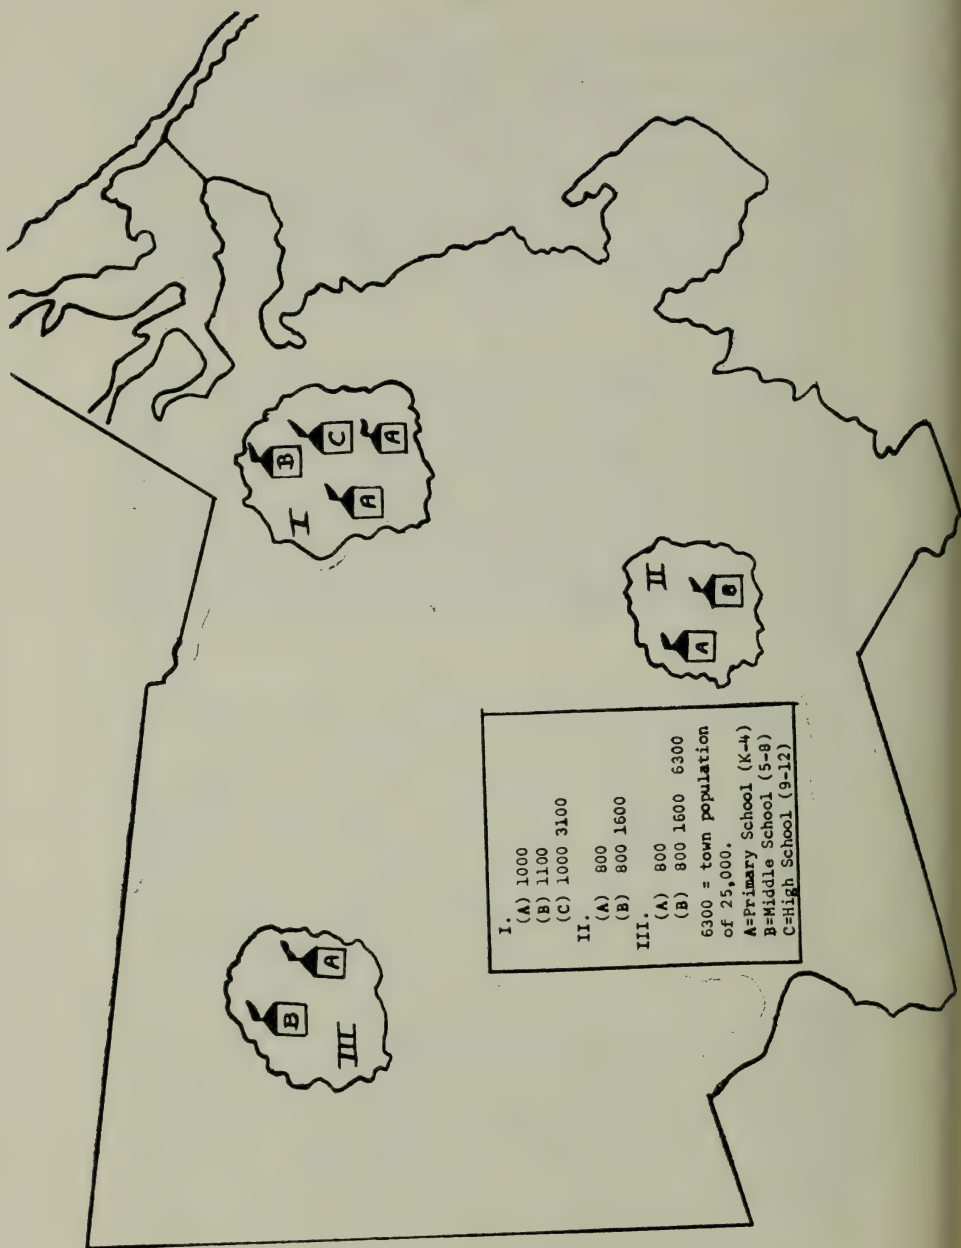 I.
(A) 1000
(B) 1100
(C) 1000 3100
II.
(A) 800
(B) 800 1600
III.
(A) 800
(B) 800 1600 6300
6300 = town population
of 25,000.
A=Primary School (K-4)
B=Middle School (5-8)
C=High School (9-12)
III
B
A
I
A
B
C
A
II
A
B